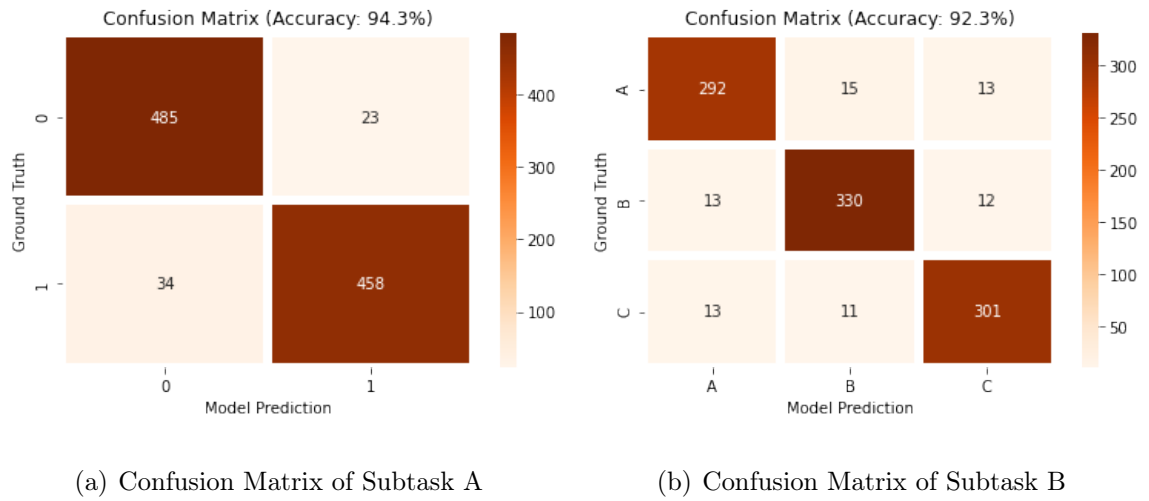 Confusion Matrix (Accuracy: 94.3%)
Ground Truth
0
1
485
23
34
458
0
1
Model Prediction
400
300
200
100
(a) Confusion Matrix of Subtask A
Confusion Matrix (Accuracy: 92.3%)
Ground Truth
A
B
C
292
15
13
13
330
12
13
11
301
A
B
C
Model Prediction
300
250
200
150
100
50
(b) Confusion Matrix of Subtask B